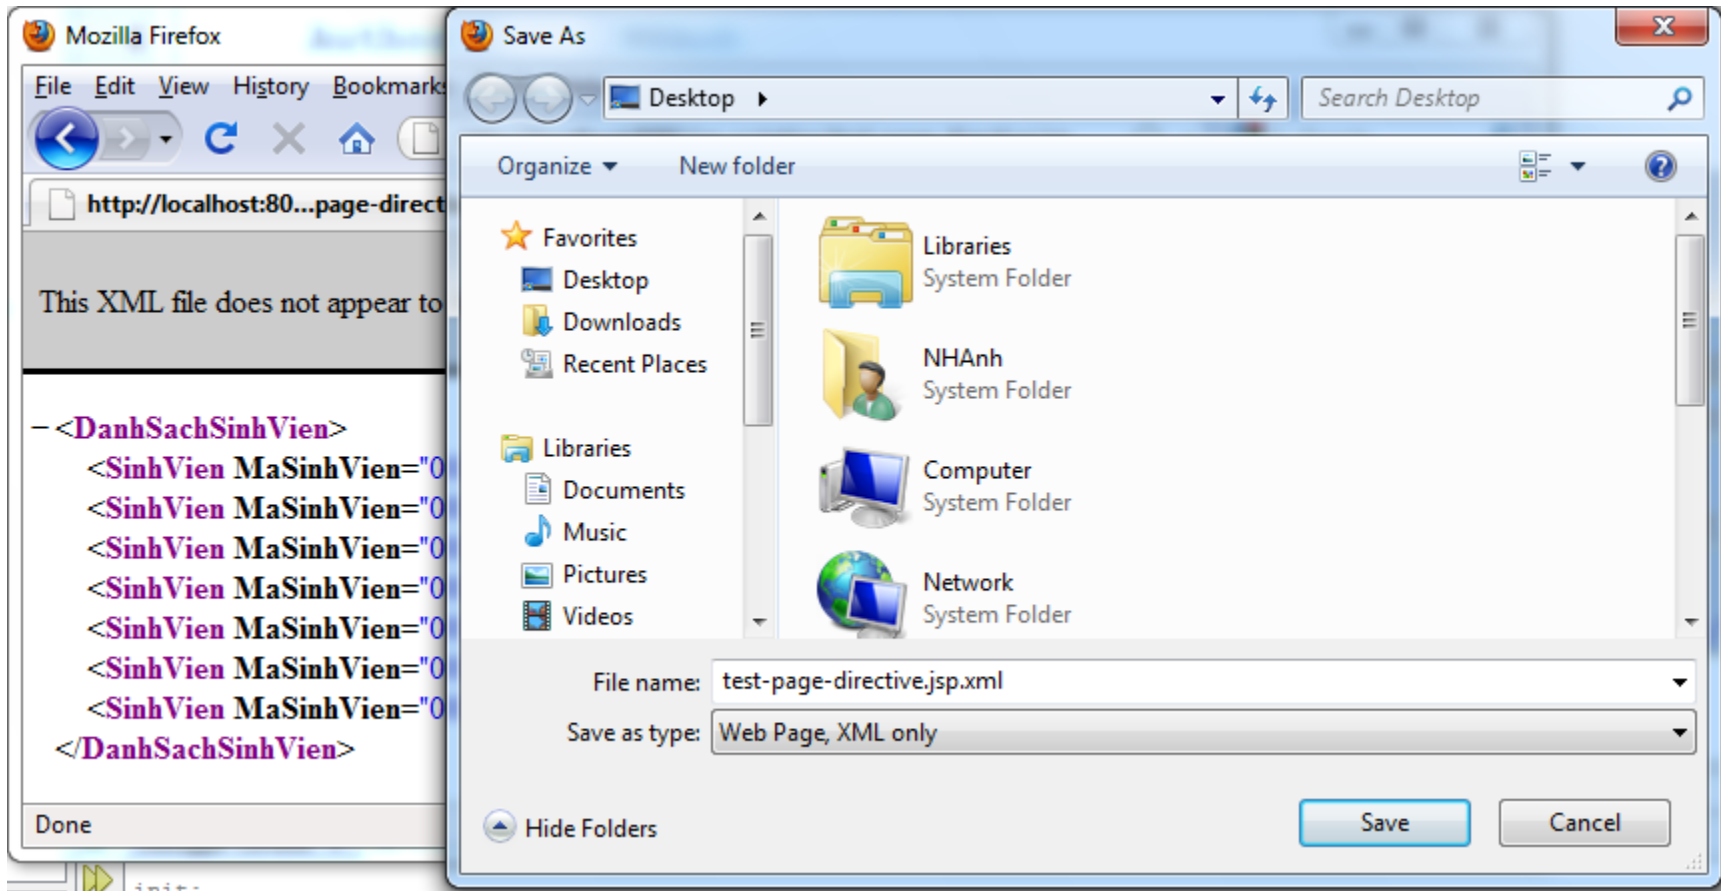 Mozilla Firefox
File Edit View History Bookmarks
http://localhost:80...page-direct
This XML file does not appear to
–<DanhSachSinhVien>
<SinhVien MaSinhVien="0
<SinhVien MaSinhVien="0
<SinhVien MaSinhVien="0
<SinhVien MaSinhVien="0
<SinhVien MaSinhVien="0
<SinhVien MaSinhVien="0
<SinhVien MaSinhVien="0
</DanhSachSinhVien>
Done
Save As
Desktop
Search Desktop
Organize New folder
Favorites
Desktop
Downloads
Recent Places
Libraries
Documents
Music
Pictures
Videos
Libraries
System Folder
NHAnh
System Folder
Computer
System Folder
Network
System Folder
File name: test-page-directive.jsp.xml
Save as type: Web Page, XML only
Hide Folders
Save Cancel
init: